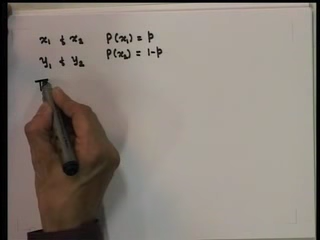 x₁ & x₂ P(x₁) = p
y₁ & y₂ P(x₂) = 1-p